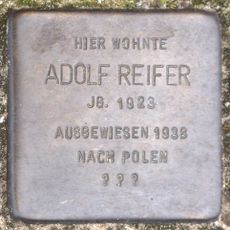 HIER WOHNTE
ADOLF REIFER
JG. 1923
AUSGEWIESEN 1938
NACH POLEN
? ? ?